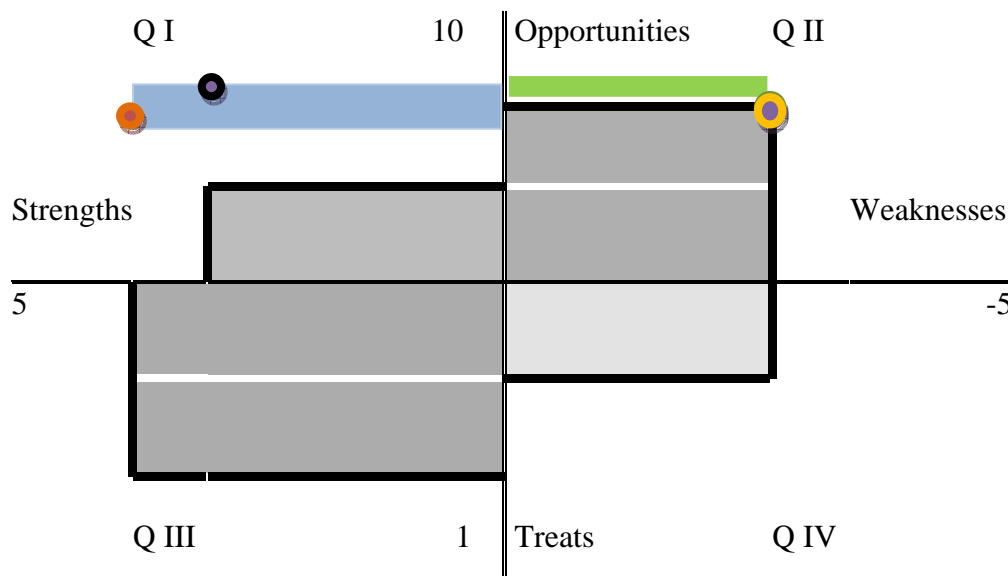 Q I 10 Opportunities Q II
Strengths Weaknesses
5 -5
Q III 1 Treats Q IV